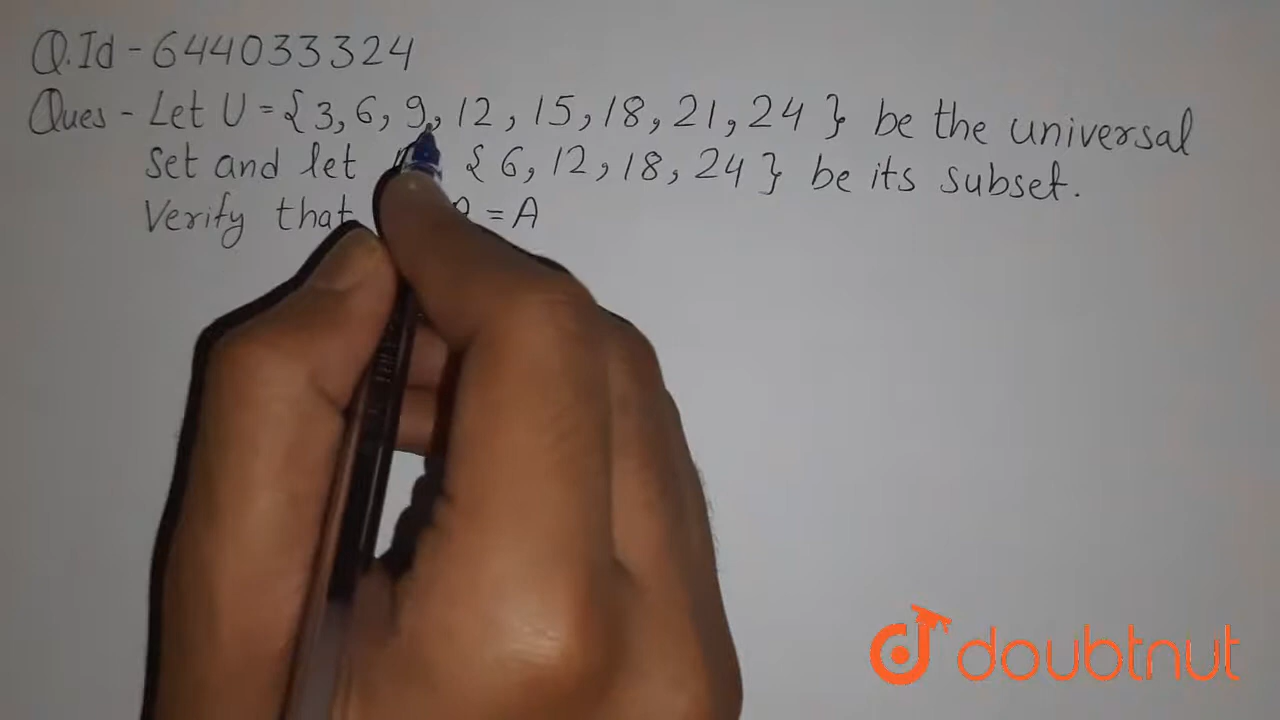 Q.Id - 644033324
Ques - Let U = {3, 6, 9, 12, 15, 18, 21, 24} be the universal
set and let {6, 12, 18, 24} be its subset.
Verify that = A
doubtnut